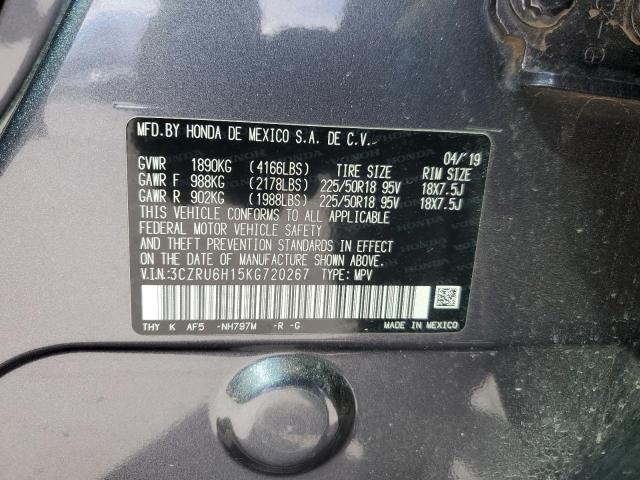 MFD.BY HONDA DE MEXICO S.A. DE C.V.
04/'19
GVWR 1890KG (4166LBS) TIRE SIZE RIM SIZE
GAWR F 988KG (2178LBS) 225/50R18 95V 18X7.5J
GAWR R 902KG (1988LBS) 225/50R18 95V 18X7.5J
THIS VEHICLE CONFORMS TO ALL APPLICABLE
FEDERAL MOTOR VEHICLE SAFETY
AND THEFT PREVENTION STANDARDS IN EFFECT
ON THE DATE OF MANUFACTURE SHOWN ABOVE.
V.I.N.:3CZRU6H15KG720267 TYPE: MPV
THY K AF5 -NH797M -R -G MADE IN MEXICO